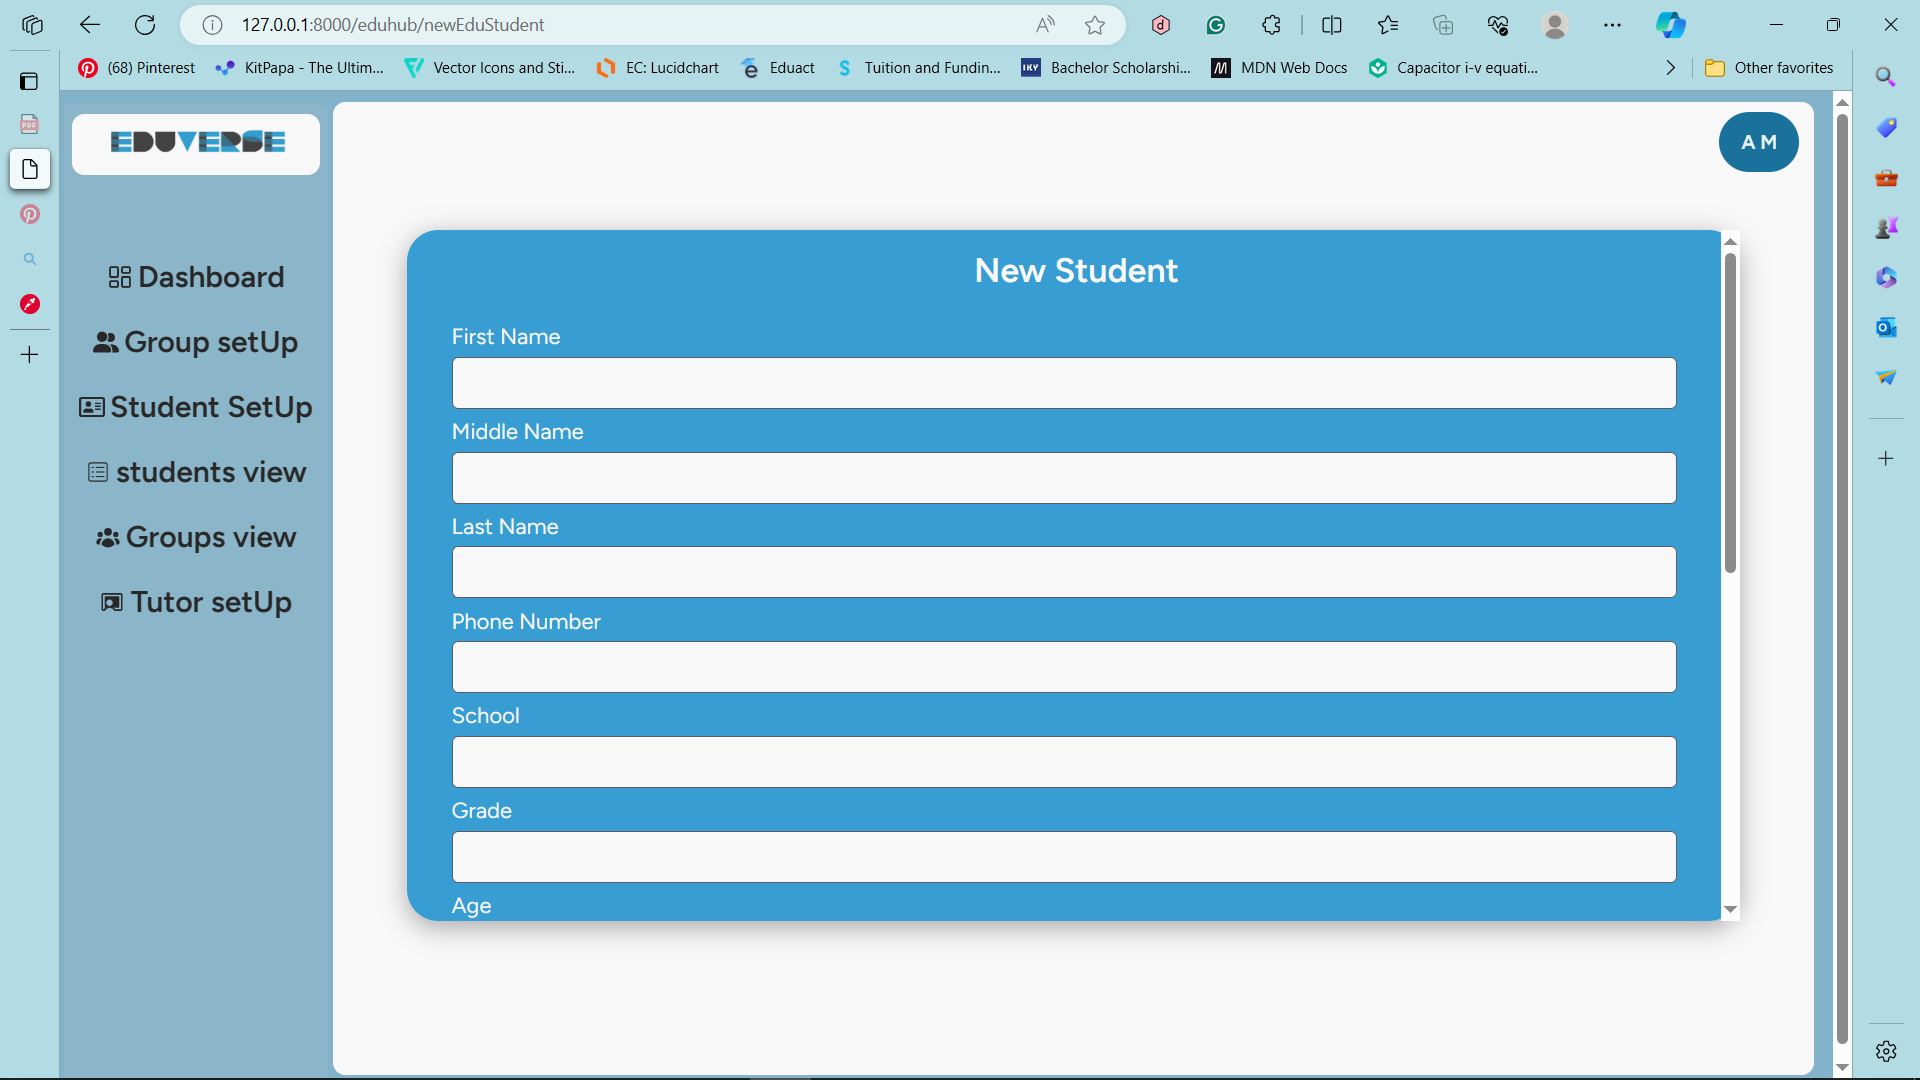 127.0.0.1:8000/eduhub/newEduStudent
(68) Pinterest
KitPapa - The Ultim...
Vector Icons and Sti...
EC: Lucidchart
Eduact
Tuition and Fundin...
IKY
Bachelor Scholarshi...
MDN Web Docs
Capacitor i-v equati...
Other favorites
PDF
EDUVERSE
A M
Dashboard
Group setUp
Student SetUp
students view
Groups view
Tutor setUp
New Student
First Name
Middle Name
Last Name
Phone Number
School
Grade
Age